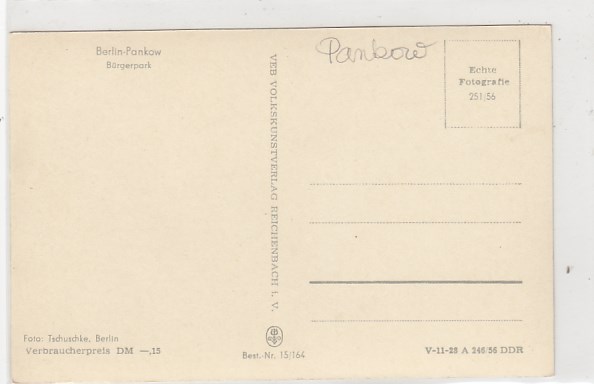 Berlin-Pankow
Bürgerpark
Pankow
Echte
Fotografie
251/56
VEB VOLKSKUNSTVERLAG REICHENBACH i. V.
Foto: Tschuschke, Berlin
Verbraucherpreis DM —,15
Best.-Nr. 15/164
V-11-28 A 246/56 DDR